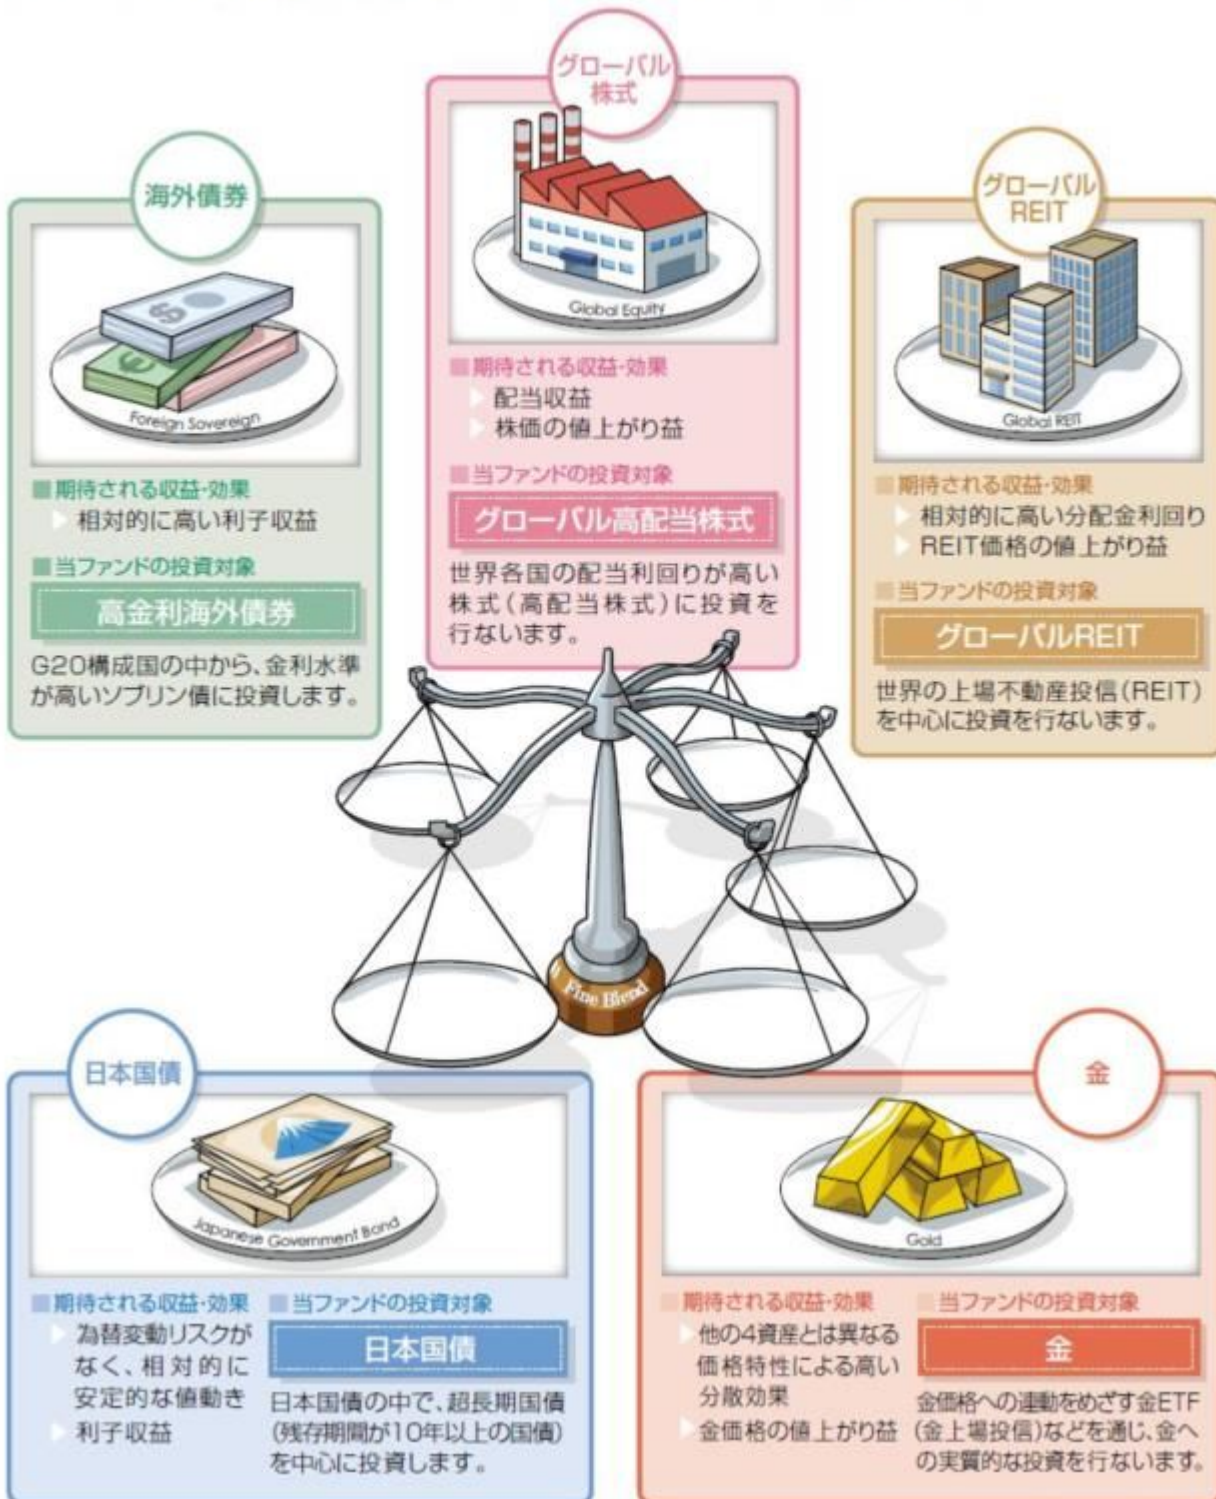 グローバル
株式
Global Equity
■期待される収益・効果
配当収益
株価の値上がり益
■当ファンドの投資対象
グローバル高配当株式
世界各国の配当利回りが高い
株式(高配当株式)に投資を
行ないます。
海外債券
Foreign Sovereign
■期待される収益・効果
相対的に高い利子収益
■当ファンドの投資対象
高金利海外債券
G20構成国の中から、金利水準
が高いソブリン債に投資します。
グローバル
REIT
Global REIT
■期待される収益・効果
相対的に高い分配金利回り
REIT価格の値上がり益
■当ファンドの投資対象
グローバルREIT
世界の上場不動産投信(REIT)
を中心に投資を行ないます。
Fine Blend
日本国債
Japanese Government Bond
■期待される収益・効果
為替変動リスクが
なく、相対的に
安定的な値動き
利子収益
■当ファンドの投資対象
日本国債
日本国債の中で、超長期国債
(残存期間が10年以上の国債)
を中心に投資します。
金
Gold
■期待される収益・効果
他の4資産とは異なる
価格特性による高い
分散効果
金価格の値上がり益
■当ファンドの投資対象
金
金価格への連動をめざす金ETF
(金上場投信)などを通じ、金へ
の実質的な投資を行ないます。